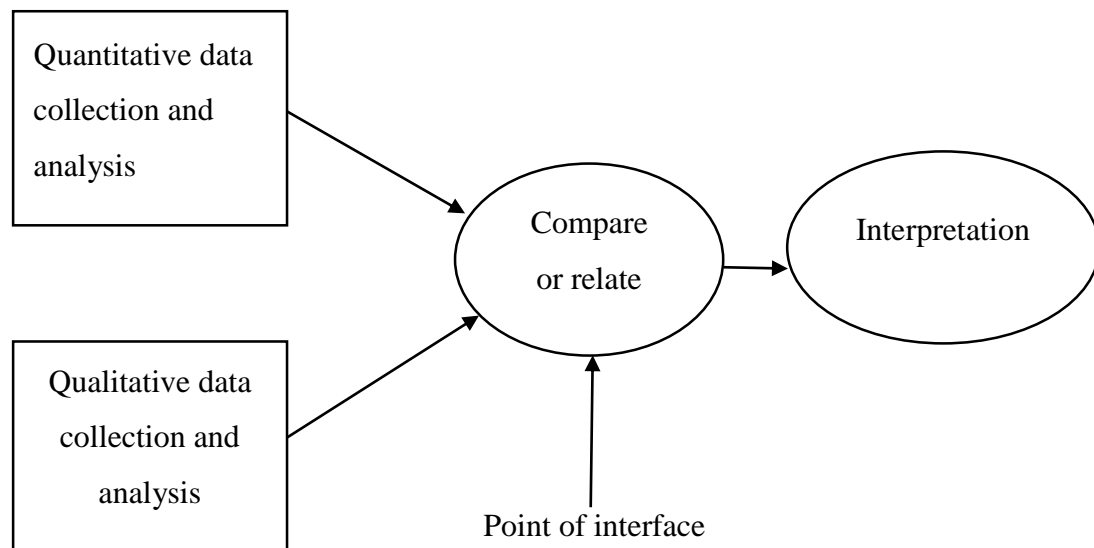 Quantitative data
collection and
analysis
Compare
or relate
Interpretation
Qualitative data
collection and
analysis
Point of interface